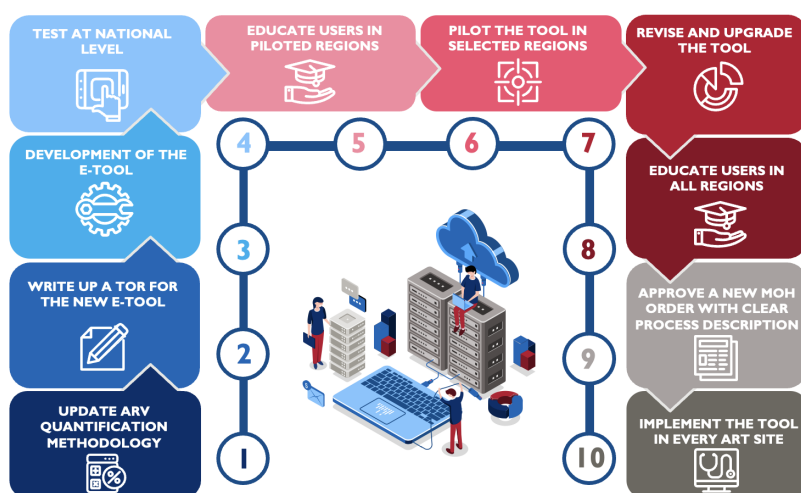 TEST AT NATIONAL
LEVEL
EDUCATE USERS IN
PILOTED REGIONS
PILOT THE TOOL IN
SELECTED REGIONS
REVISE AND UPGRADE
THE TOOL
4
5
6
7
DEVELOPMENT OF THE
E-TOOL
EDUCATE USERS IN
ALL REGIONS
3
8
WRITE UP A TOR FOR
THE NEW E-TOOL
APPROVE A NEW MOH
ORDER WITH CLEAR
PROCESS DESCRIPTION
2
9
UPDATE ARV
QUANTIFICATION
METHODOLOGY
IMPLEMENT THE TOOL
IN EVERY ART SITE
1
10